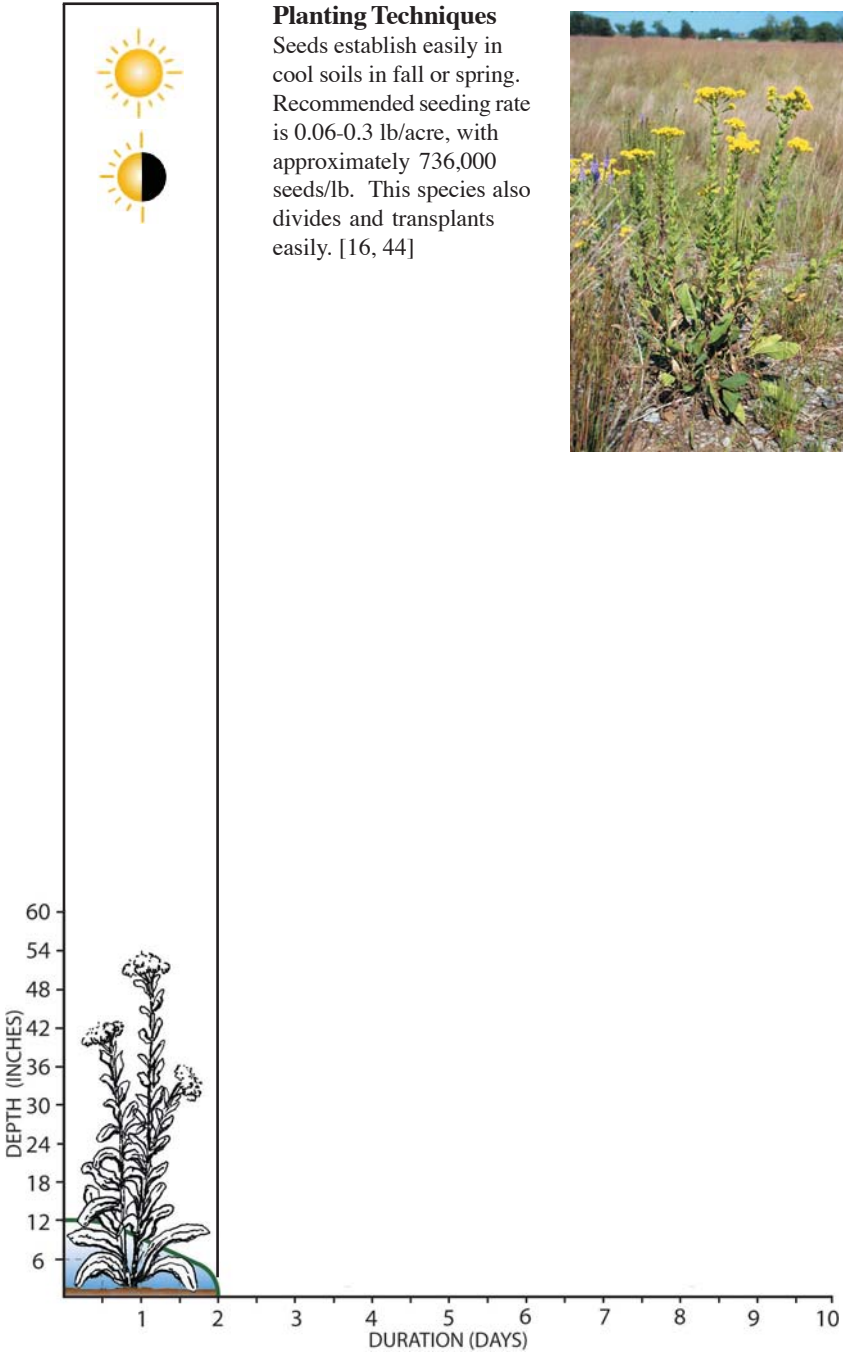 Planting Techniques
Seeds establish easily in
cool soils in fall or spring.
Recommended seeding rate
is 0.06-0.3 lb/acre, with
approximately 736,000
seeds/lb. This species also
divides and transplants
easily. [16, 44]
60
54
48
42
36
30
24
18
12
6
DEPTH (INCHES)
1 2 3 4 5 6 7 8 9 10
DURATION (DAYS)